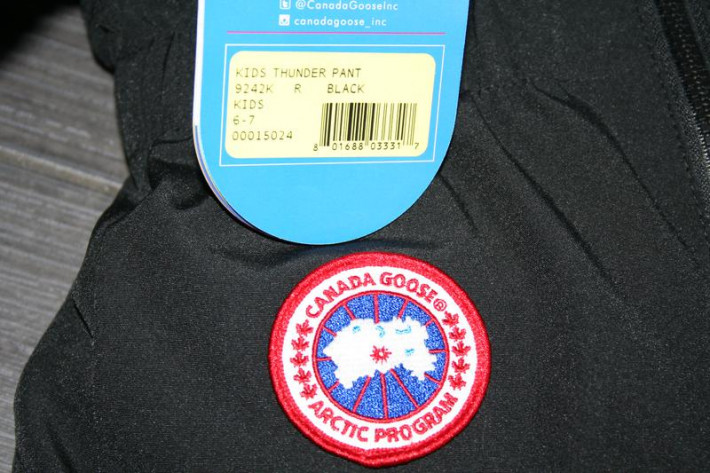 @CanadaGooseInc
canadagoose_inc
KIDS THUNDER PANT
9242K R BLACK
KIDS
6-7
00015024
8 01688 03331 7
CANADA GOOSE®
ARCTIC PROGRAM